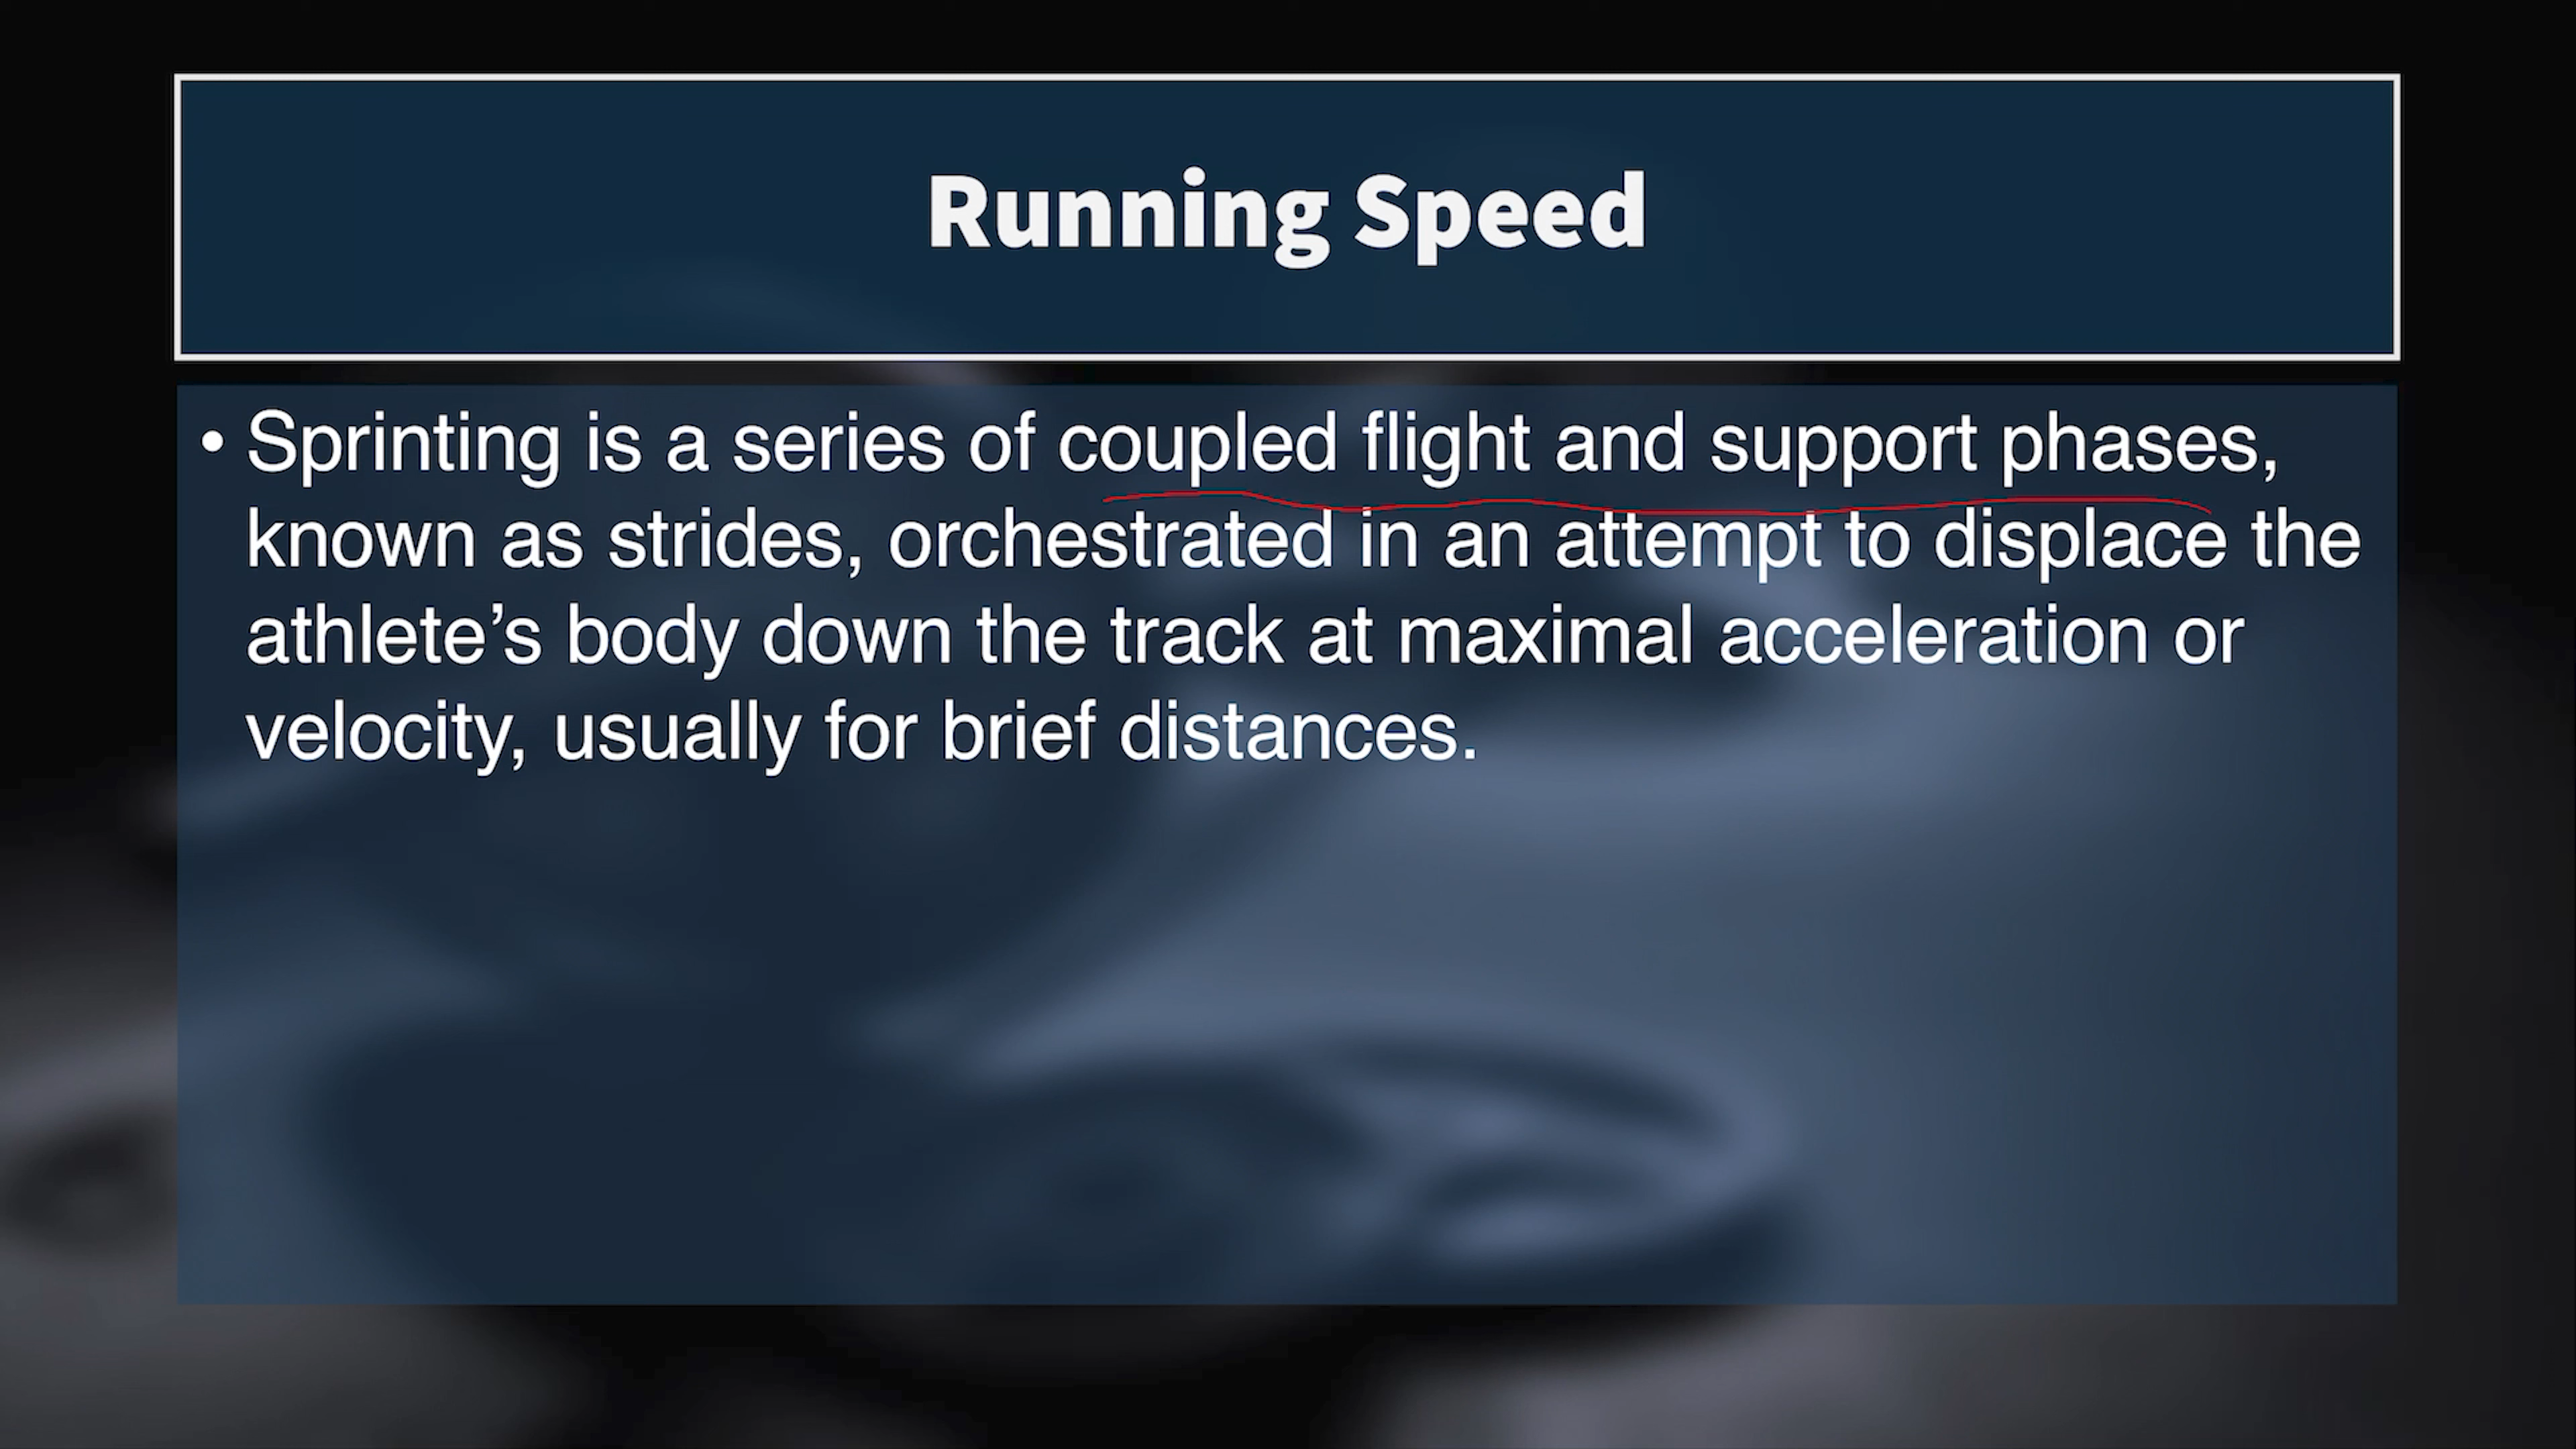 Running Speed
• Sprinting is a series of coupled flight and support phases,
known as strides, orchestrated in an attempt to displace the
athlete’s body down the track at maximal acceleration or
velocity, usually for brief distances.